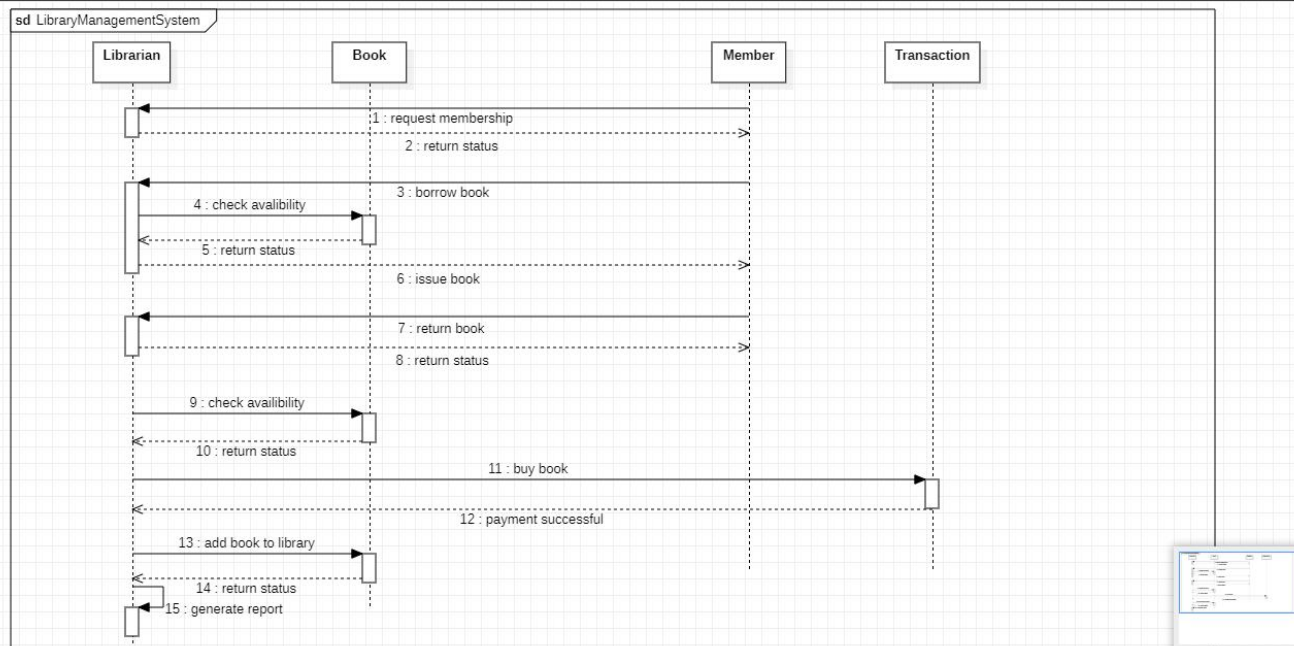 sd LibraryManagementSystem
Librarian
Book
Member
Transaction
1 : request membership
2 : return status
3 : borrow book
4 : check avalibility
5 : return status
6 : issue book
7 : return book
8 : return status
9 : check availibility
10 : return status
11 : buy book
12 : payment successful
13 : add book to library
14 : return status
15 : generate report